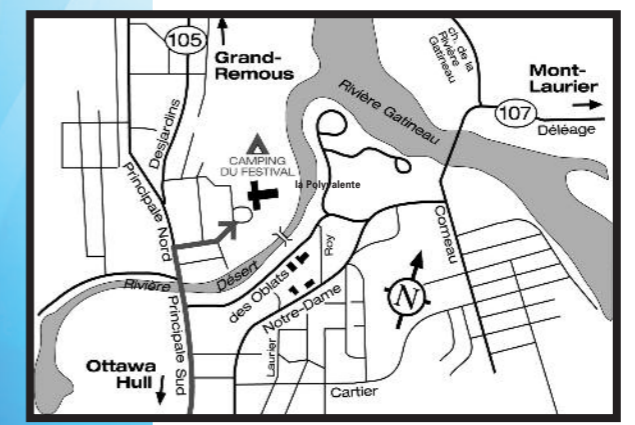 105
Grand-
Remous
ch. de la
Rivière
Gatineau
Mont-
Laurier
107
Déléage
Rivière Gatineau
Desjardins
CAMPING
DU FESTIVAL
la Polyvalente
Principale Nord
Comeau
Roy
Rivière Désert
des Oblats
Notre-Dame
N
Principale Sud
Laurier
Ottawa
Hull
Cartier